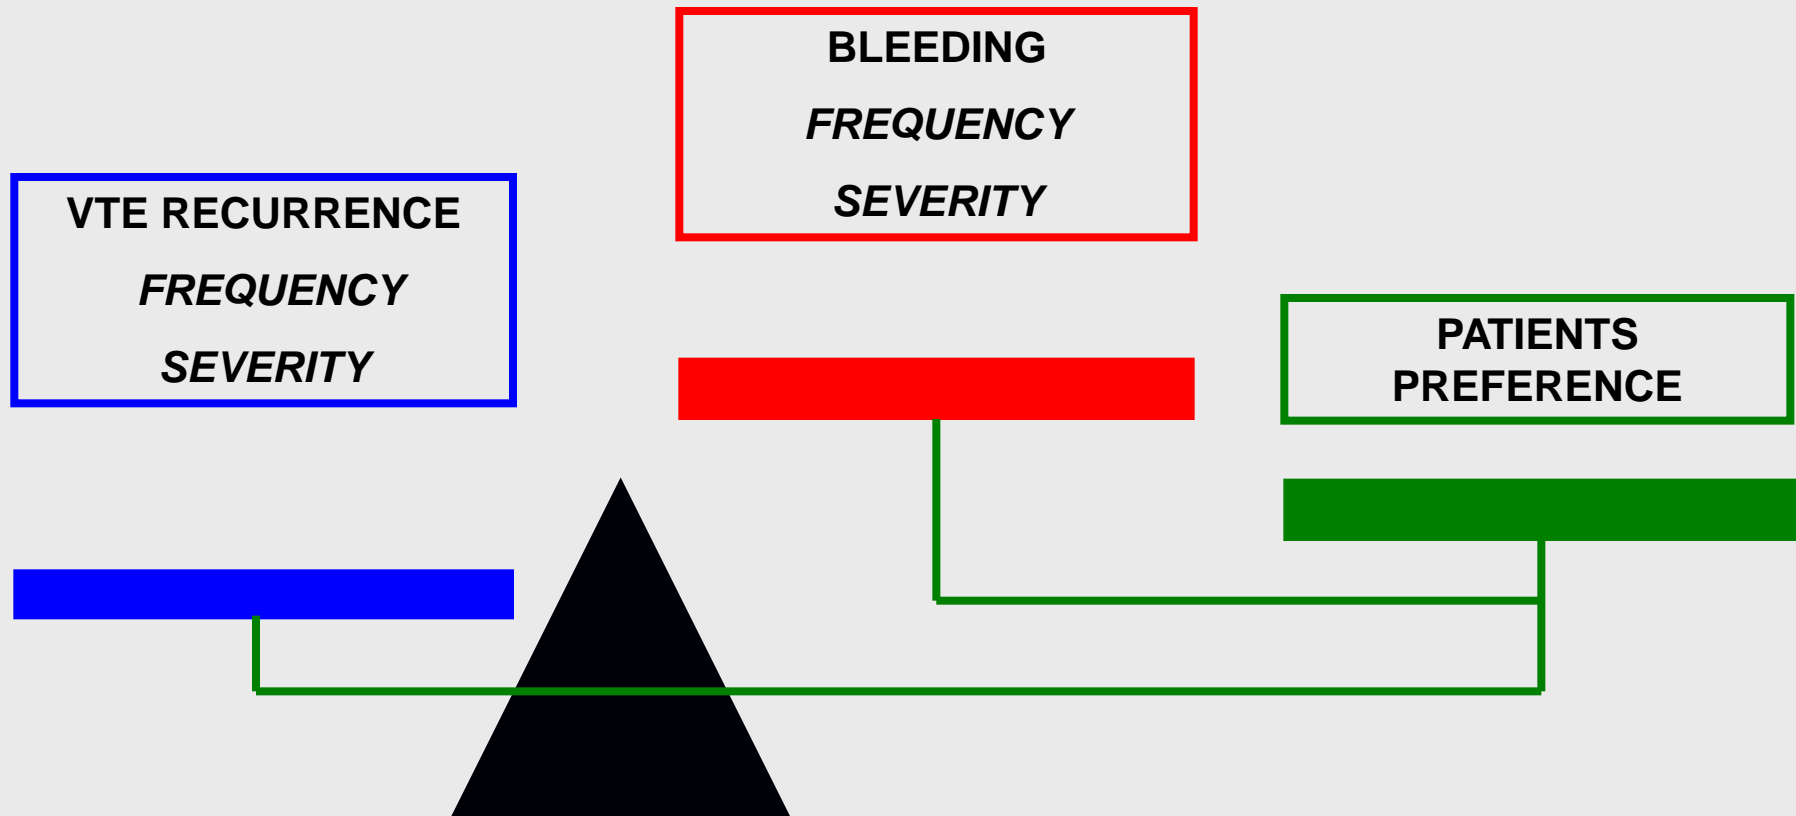 BLEEDING
FREQUENCY
SEVERITY
VTE RECURRENCE
FREQUENCY
SEVERITY
PATIENTS
PREFERENCE